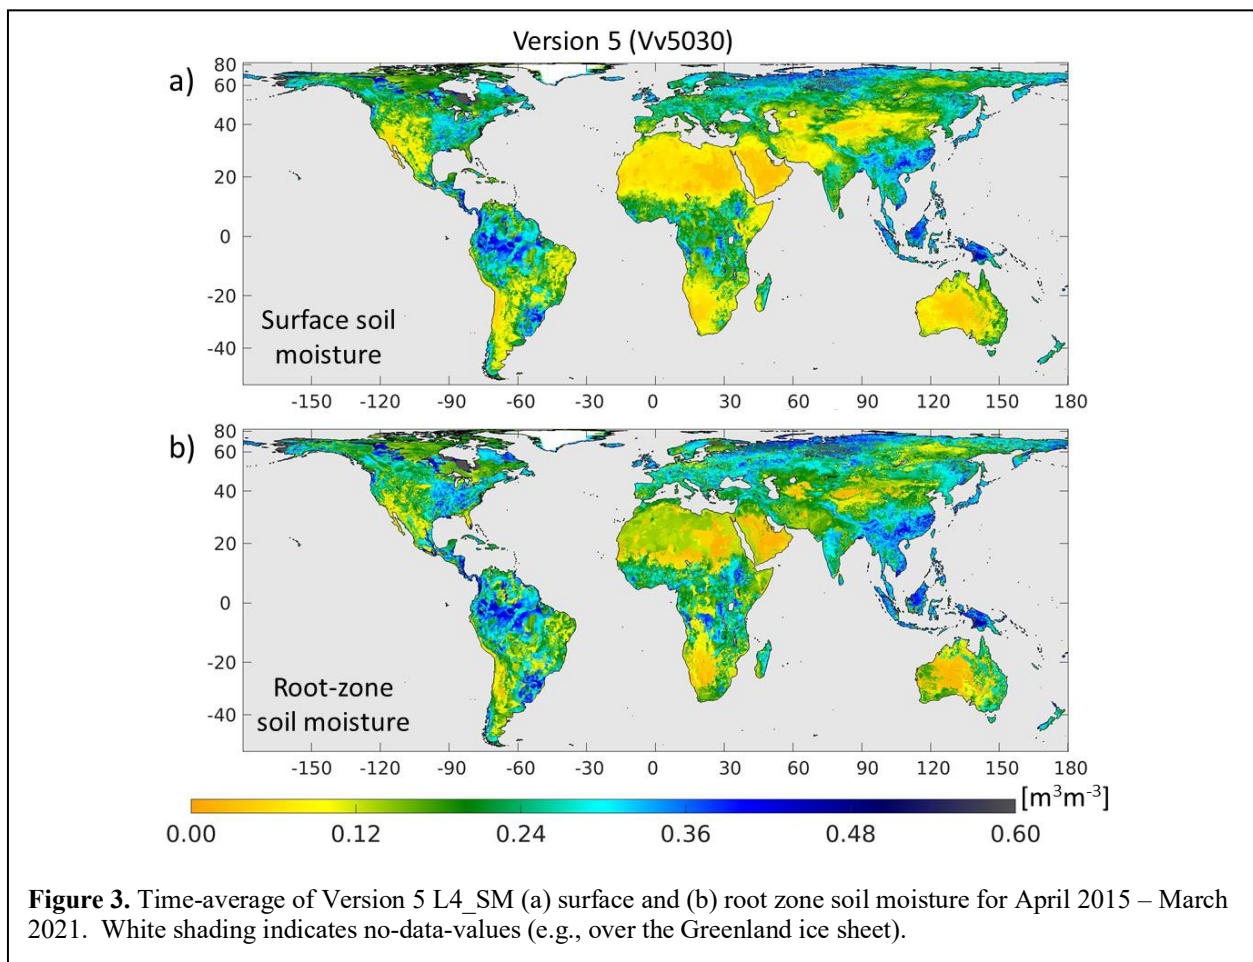 Version 5 (Vv5030)
a)
80
60
40
20
0
-20
-40
Surface soil
moisture
-150 -120 -90 -60 -30 0 30 60 90 120 150 180
b)
80
60
40
20
0
-20
-40
Root-zone
soil moisture
-150 -120 -90 -60 -30 0 30 60 90 120 150 180
[m³m⁻³]
0.00 0.12 0.24 0.36 0.48 0.60
Figure 3. Time-average of Version 5 L4_SM (a) surface and (b) root zone soil moisture for April 2015 – March
2021.  White shading indicates no-data-values (e.g., over the Greenland ice sheet).